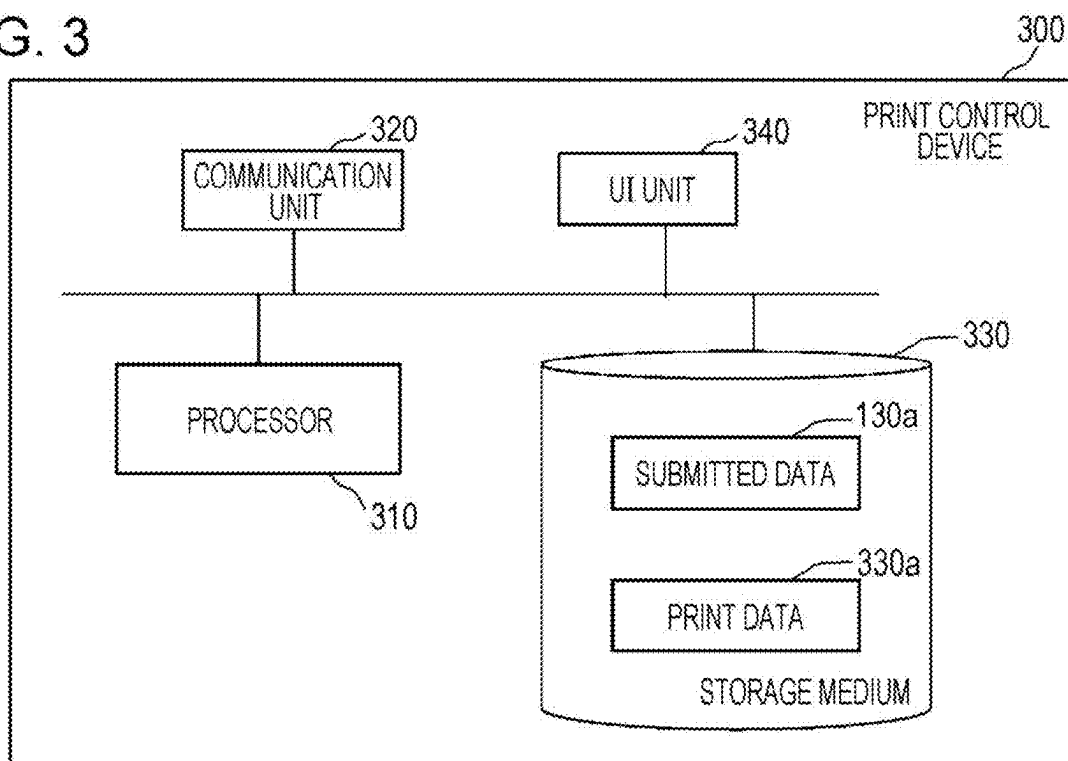 G. 3
300
PRINT CONTROL
DEVICE
320
COMMUNICATION
UNIT
340
UI UNIT
330
PROCESSOR
310
130a
SUBMITTED DATA
330a
PRINT DATA
STORAGE MEDIUM